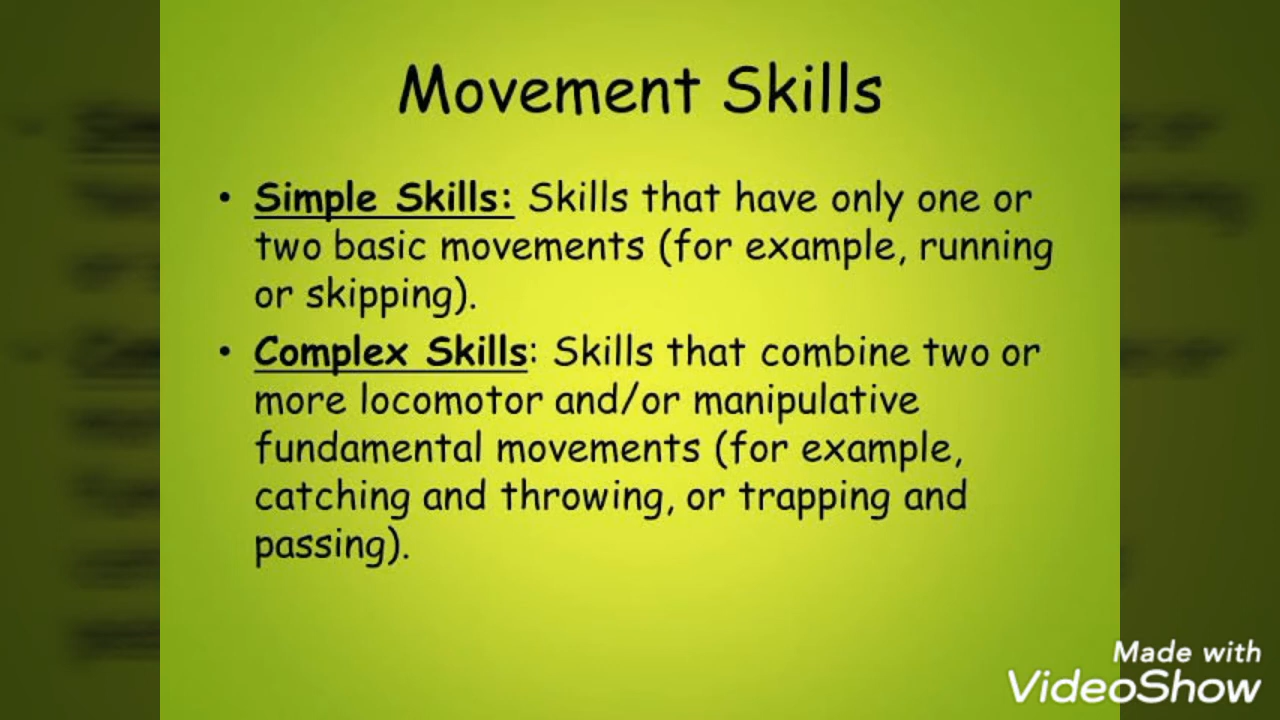 Movement Skills
• Simple Skills: Skills that have only one or
two basic movements (for example, running
or skipping).
• Complex Skills: Skills that combine two or
more locomotor and/or manipulative
fundamental movements (for example,
catching and throwing, or trapping and
passing).
Made with
VideoShow